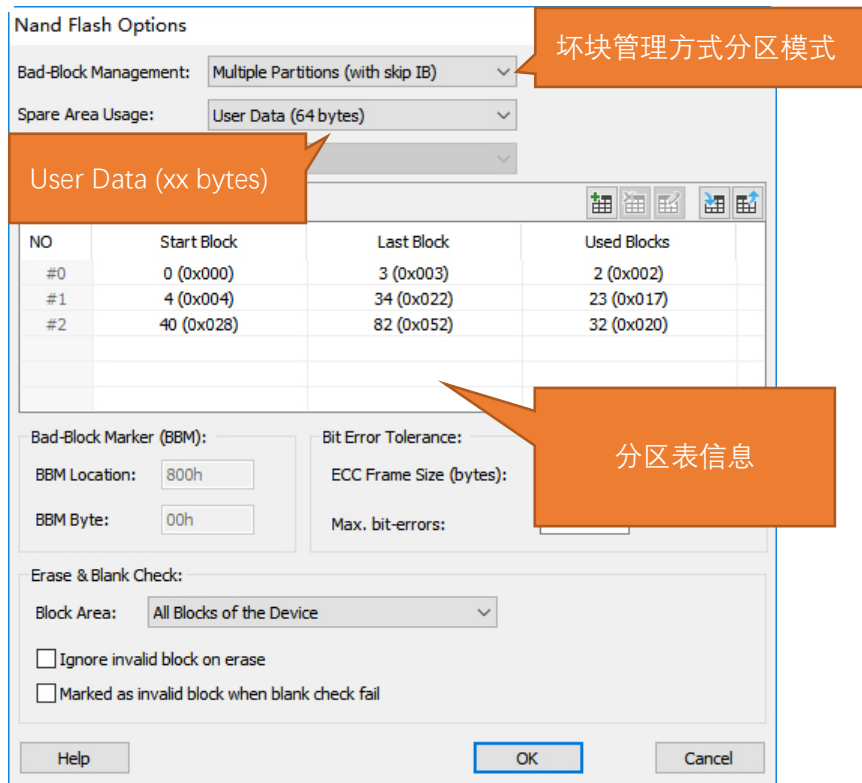 Nand Flash Options
坏块管理方式分区模式
Bad-Block Management: Multiple Partitions (with skip IB)
Spare Area Usage: User Data (64 bytes)
User Data (xx bytes)
NO Start Block Last Block Used Blocks
#0 0 (0x000) 3 (0x003) 2 (0x002)
#1 4 (0x004) 34 (0x022) 23 (0x017)
#2 40 (0x028) 82 (0x052) 32 (0x020)
分区表信息
Bad-Block Marker (BBM): Bit Error Tolerance:
BBM Location: 800h ECC Frame Size (bytes):
BBM Byte: 00h Max. bit-errors:
Erase & Blank Check:
Block Area: All Blocks of the Device
Ignore invalid block on erase
Marked as invalid block when blank check fail
Help OK Cancel